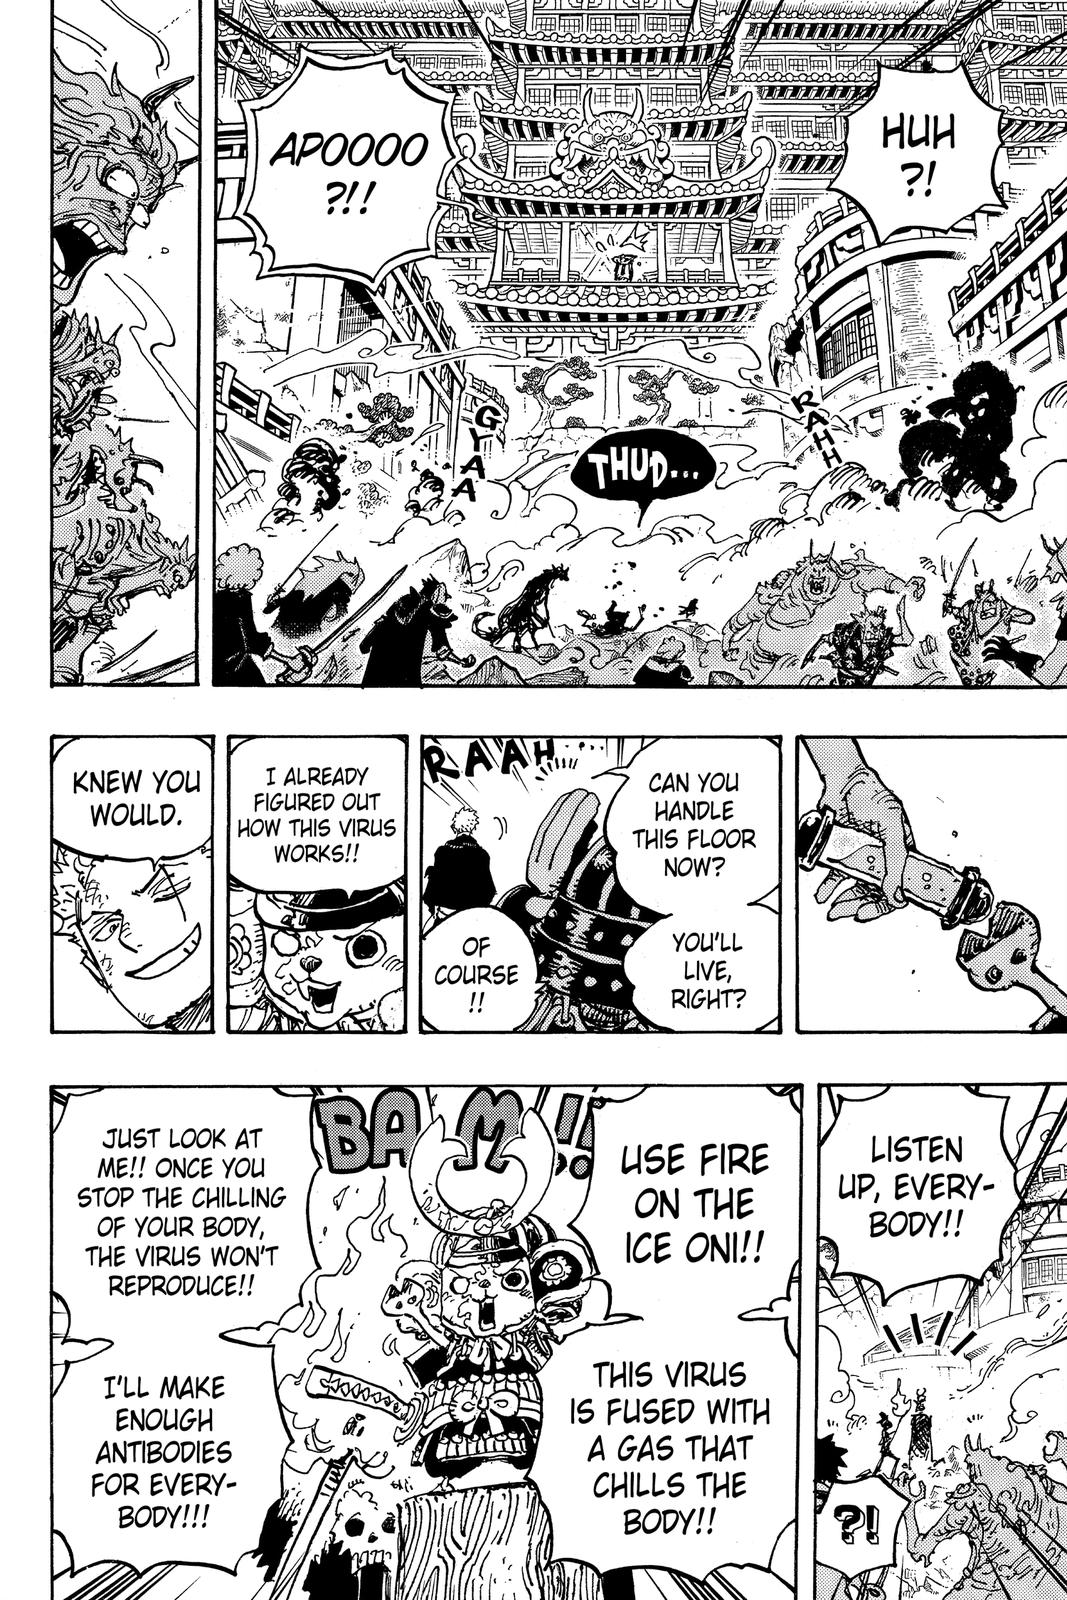 HUH
?!
APOOOO
?!!
RAHH
GYAA
THUD...
CAN YOU
HANDLE
THIS FLOOR
NOW?
YOU'LL
LIVE,
RIGHT?
RAAH
OF
COURSE
!!
I ALREADY
FIGURED OUT
HOW THIS VIRUS
WORKS!!
KNEW YOU
WOULD.
LISTEN
UP, EVERY-
BODY!!
?!
BAM!!
USE FIRE
ON THE
ICE ONI!!
THIS VIRUS
IS FUSED WITH
A GAS THAT
CHILLS THE
BODY!!
JUST LOOK AT
ME!! ONCE YOU
STOP THE CHILLING
OF YOUR BODY,
THE VIRUS WON'T
REPRODUCE!!
I'LL MAKE
ENOUGH
ANTIBODIES
FOR EVERY-
BODY!!!